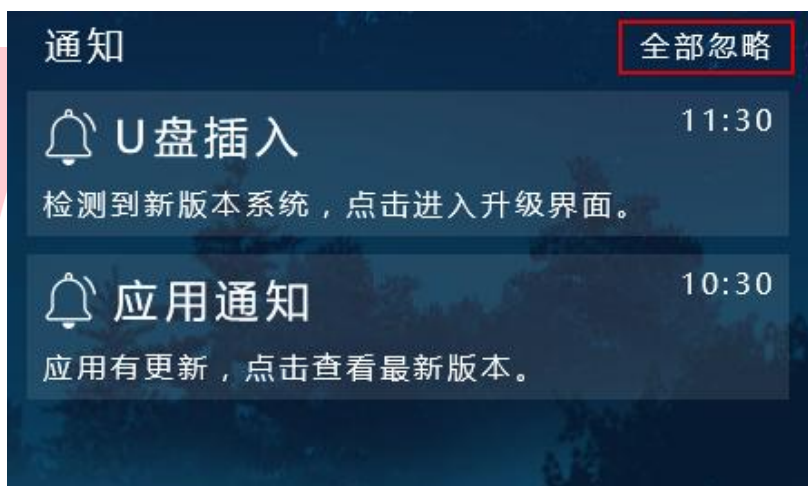 通知
全部忽略
U盘插入
11:30
检测到新版本系统，点击进入升级界面。
应用通知
10:30
应用有更新，点击查看最新版本。